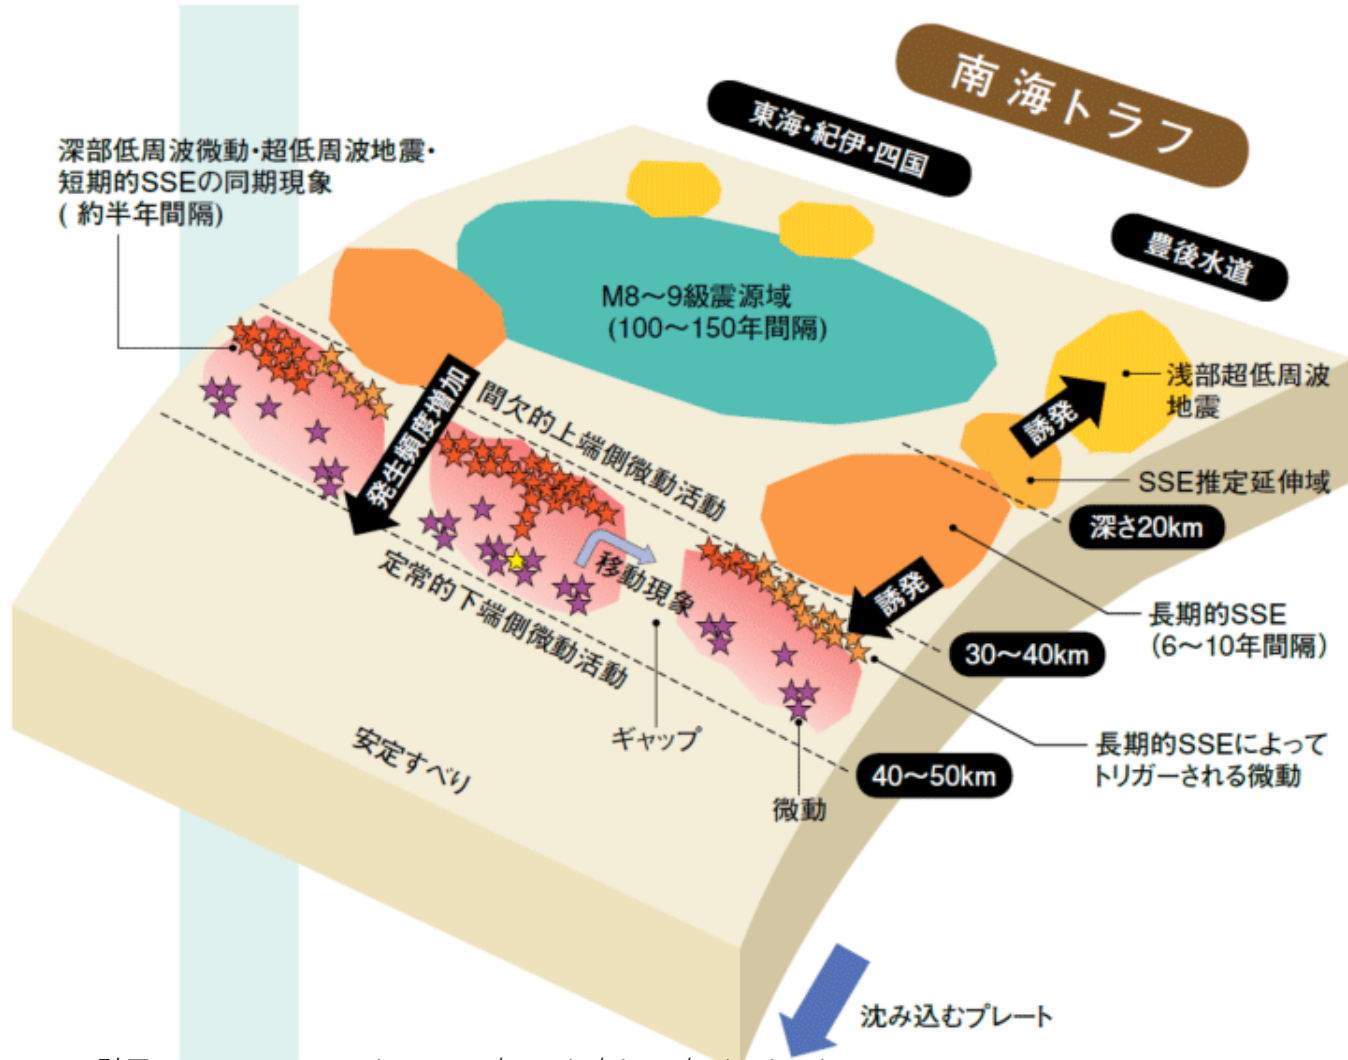 南海トラフ
東海・紀伊・四国
豊後水道
深部低周波微動・超低周波地震・
短期的SSEの同期現象
( 約半年間隔)
M8〜9級震源域
(100〜150年間隔)
浅部超低周波
地震
誘発
SSE推定延伸域
深さ20km
発生頻度増加
間欠的上端側微動活動
定常的下端側微動活動
移動現象
誘発
長期的SSE
(6〜10年間隔)
30〜40km
ギャップ
長期的SSEによって
トリガーされる微動
40〜50km
微動
安定すべり
沈み込むプレート